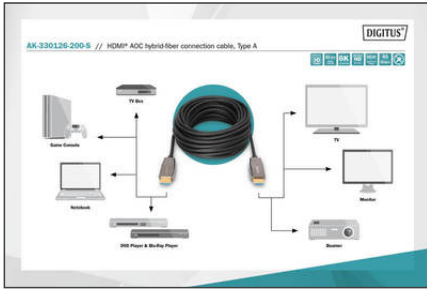 DIGITUS®
AK-330126-200-S // HDMI® AOC hybrid-fiber connection cable, Type A
8K
TV Box
Game Console
TV
Notebook
Monitor
DVD Player & Blu-Ray Player
Beamer